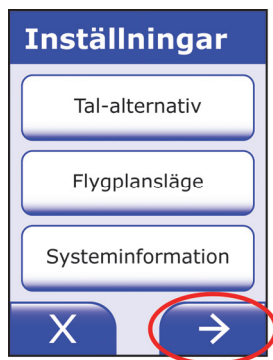 Inställningar
Tal-alternativ
Flygplansläge
Systeminformation
X →